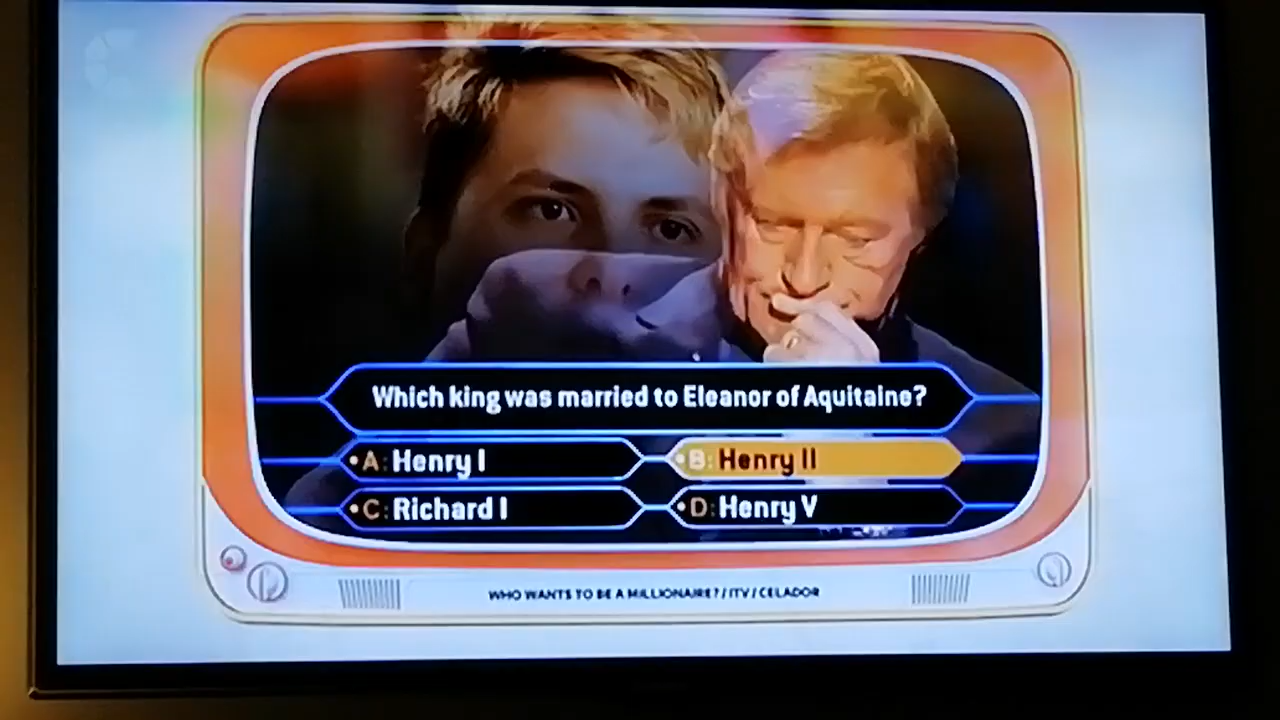 Which king was married to Eleanor of Aquitaine?
•A: Henry I
•B: Henry II
•C: Richard I
•D: Henry V
WHO WANTS TO BE A MILLIONAIRE? / ITV / CELADOR